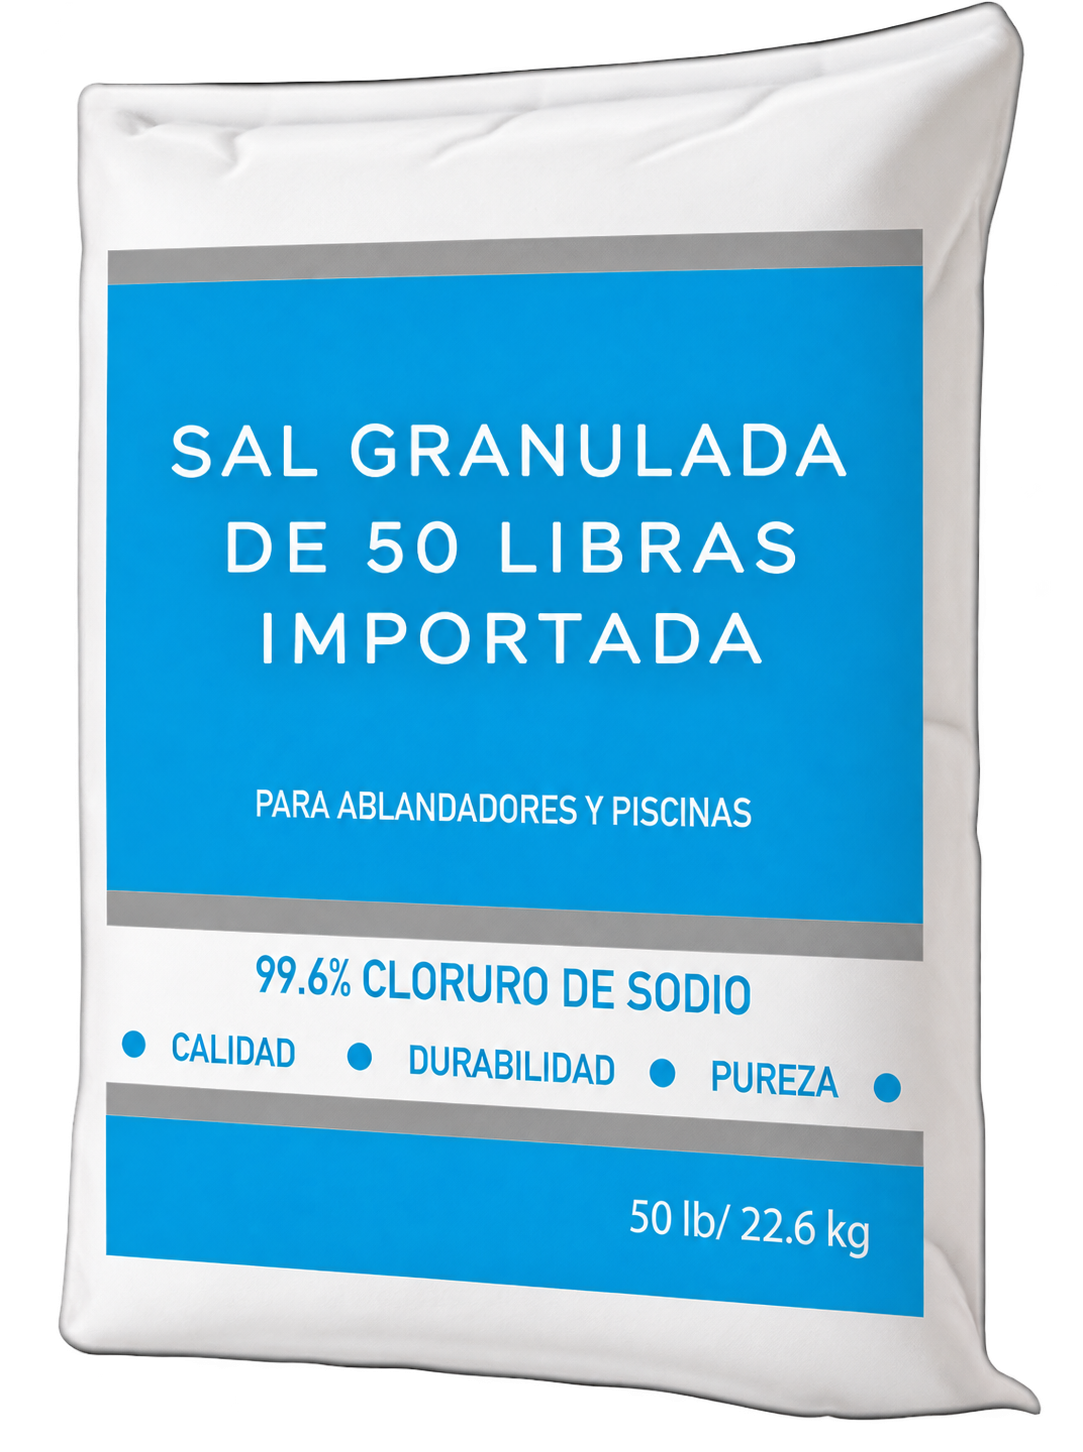 SAL GRANULADA
DE 50 LIBRAS
IMPORTADA
PARA ABLANDADORES Y PISCINAS
99.6% CLORURO DE SODIO
● CALIDAD ● DURABILIDAD ● PUREZA ●
50 lb/ 22.6 kg